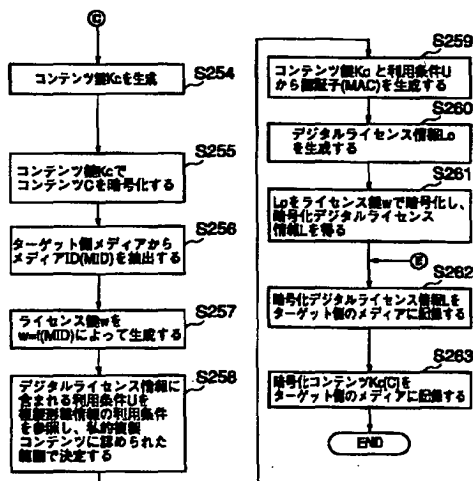 C
コンテンツ鍵Kcを生成
S254
コンテンツ鍵Kcで
コンテンツCを暗号化する
S255
ターゲット側メディアから
メディアID(MID)を抽出する
S256
ライセンス鍵wを
w=f(MID)によって生成する
S257
デジタルライセンス情報に
含まれる利用条件Uを
情報の利用条件
を参照し、私的複製
コンテンツに認められた
範囲で決定する
S258
コンテンツ鍵Kcと利用条件U
から認証子(MAC)を生成する
S259
デジタルライセンス情報Lo
を生成する
S260
Loをライセンス鍵wで暗号化し、
暗号化デジタルライセンス
情報Lを得る
S261
E
暗号化デジタルライセンス情報Lを
ターゲット側のメディアに記録する
S262
暗号化コンテンツKc[C]を
ターゲット側のメディアに記録する
S263
END